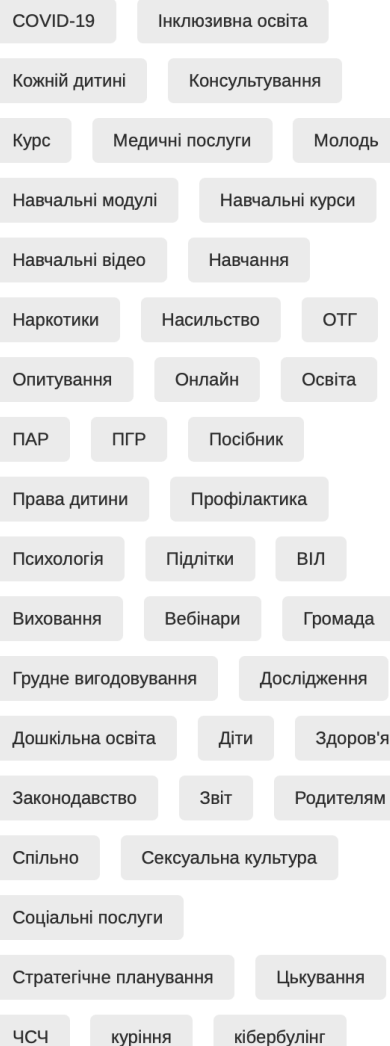 COVID-19 Інклюзивна освіта
Кожній дитині Консультування
Курс Медичні послуги Молодь
Навчальні модулі Навчальні курси
Навчальні відео Навчання
Наркотики Насильство ОТГ
Опитування Онлайн Освіта
ПАР ПГР Посібник
Права дитини Профілактика
Психологія Підлітки ВІЛ
Виховання Вебінари Громада
Грудне вигодовування Дослідження
Дошкільна освіта Діти Здоров'я
Законодавство Звіт Родителям
Спільно Сексуальна культура
Соціальні послуги
Стратегічне планування Цькування
ЧСЧ куріння кібербулінг